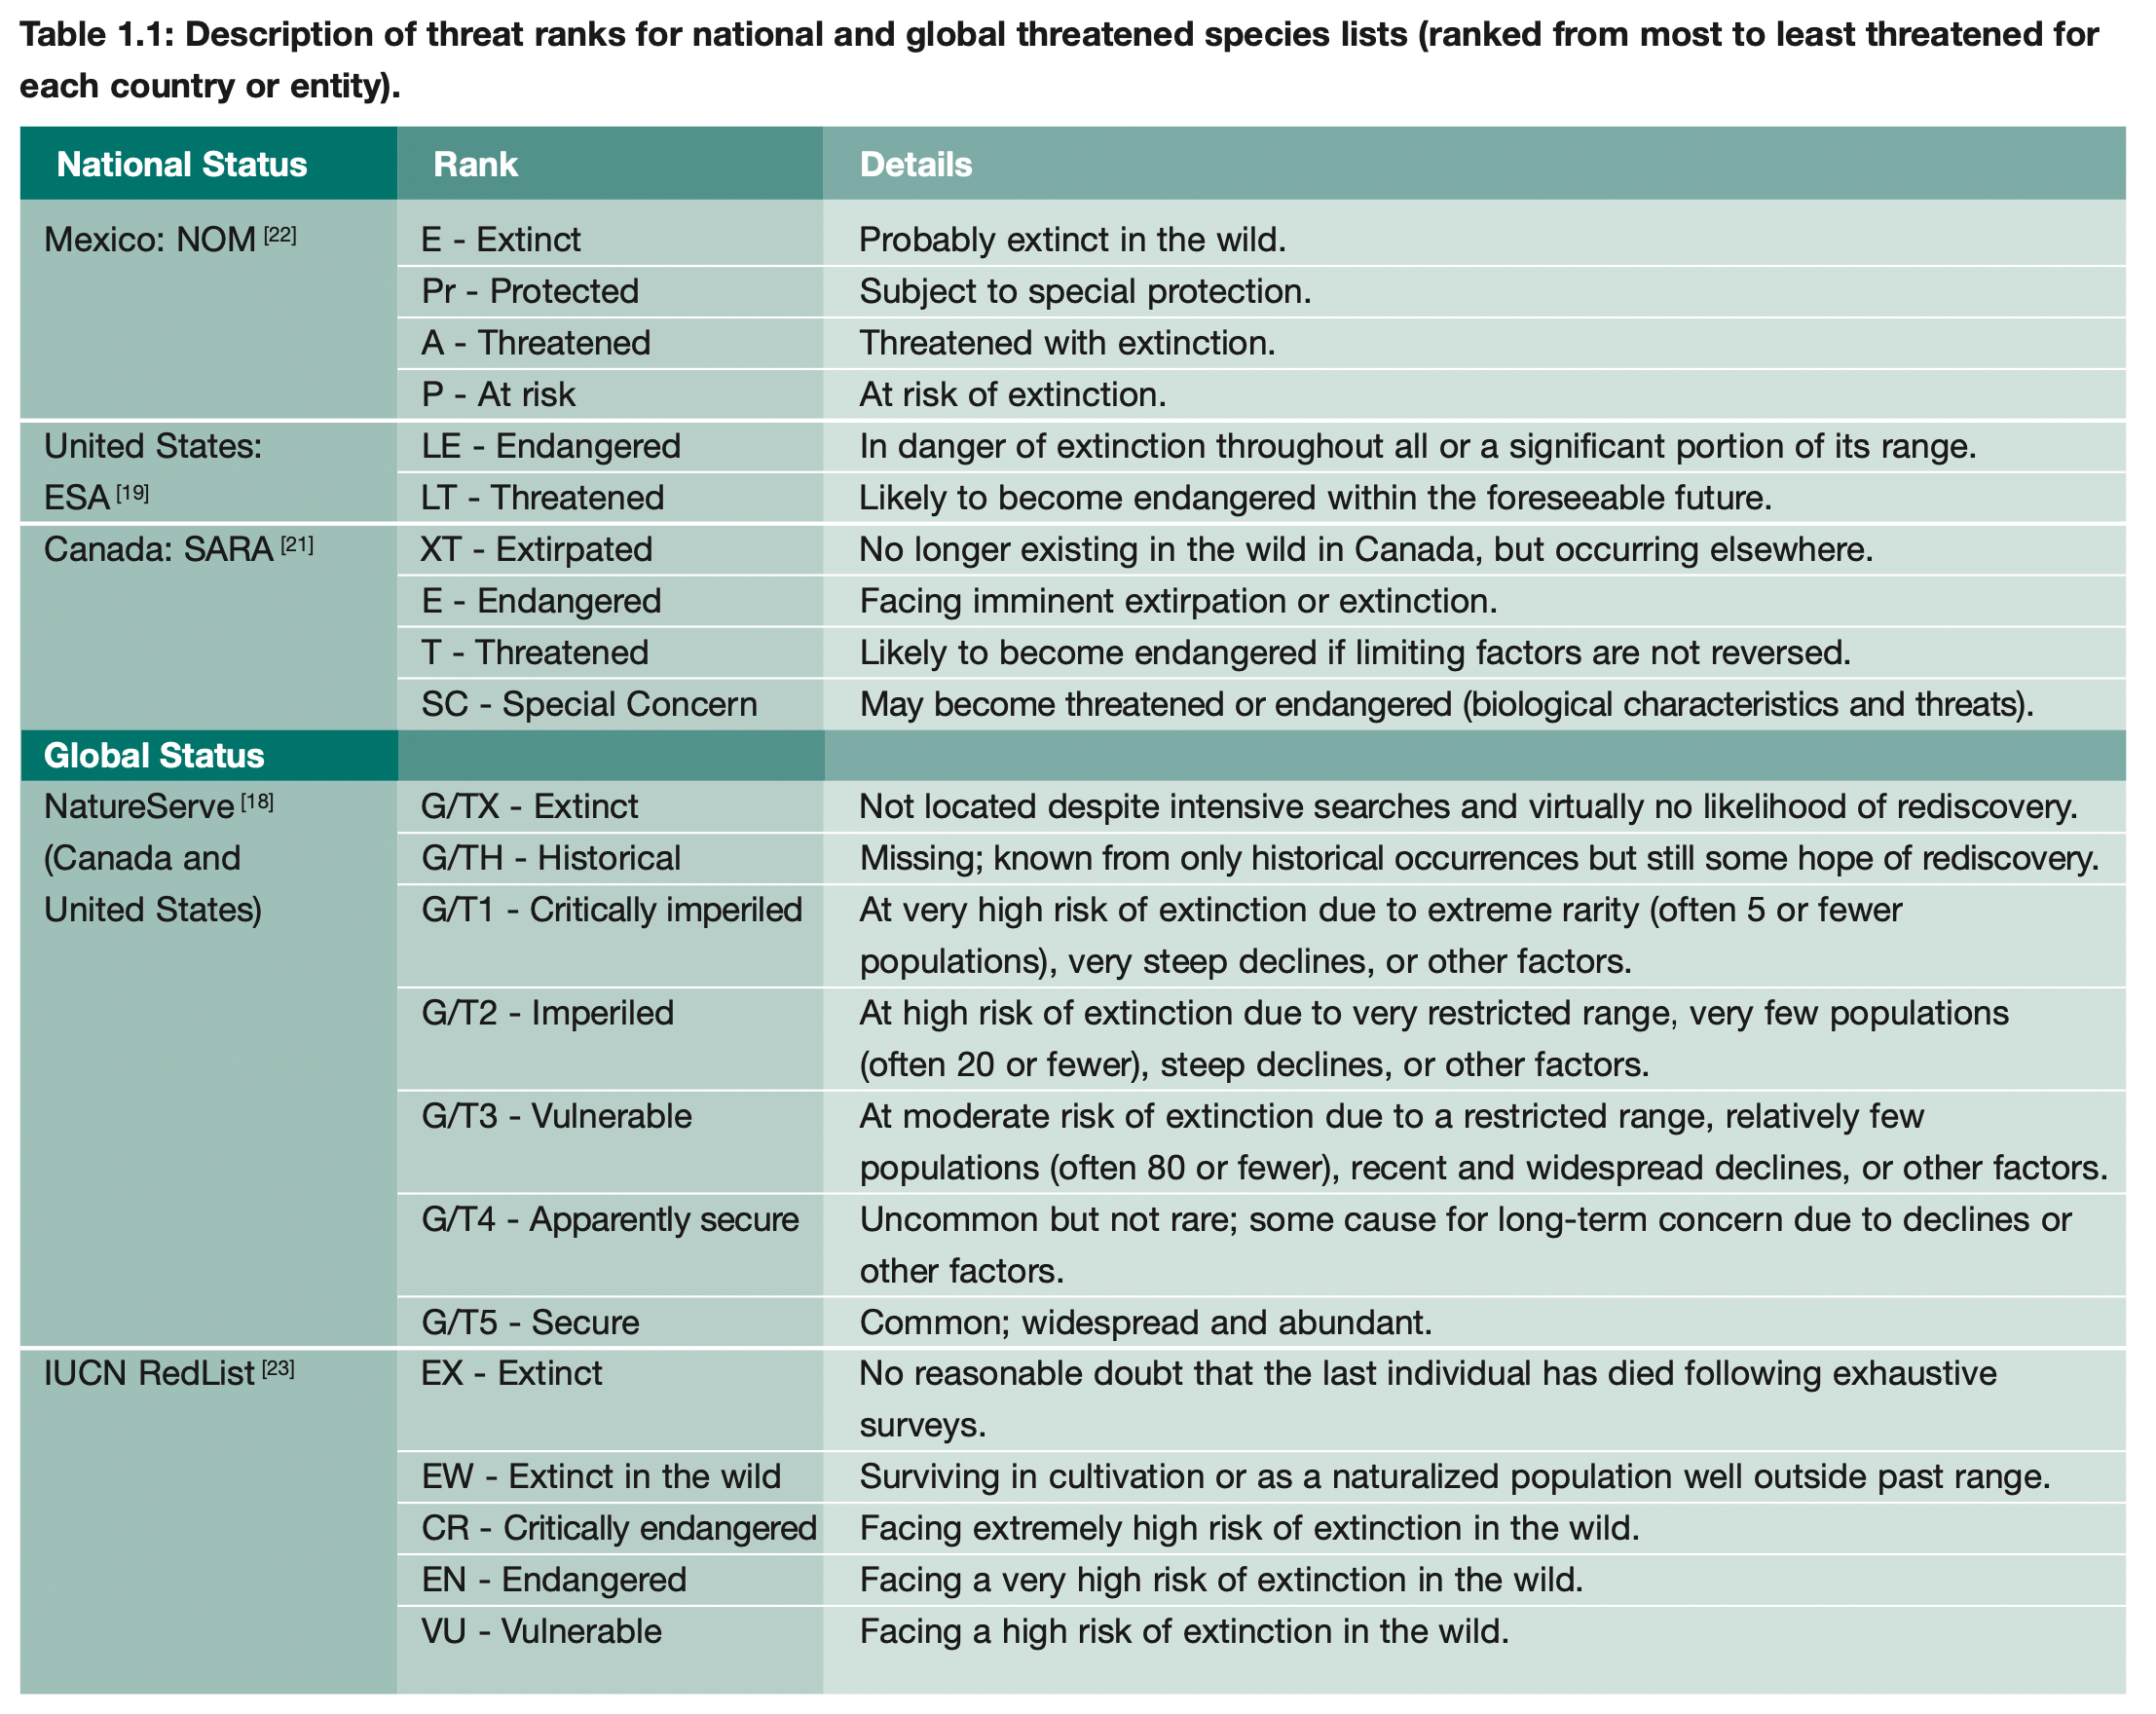 Table 1.1: Description of threat ranks for national and global threatened species lists (ranked from most to least threatened for
each country or entity).
National Status Rank Details
Mexico: NOM [22] E - Extinct Probably extinct in the wild.
Pr - Protected Subject to special protection.
A - Threatened Threatened with extinction.
P - At risk At risk of extinction.
United States: LE - Endangered In danger of extinction throughout all or a significant portion of its range.
ESA [19] LT - Threatened Likely to become endangered within the foreseeable future.
Canada: SARA [21] XT - Extirpated No longer existing in the wild in Canada, but occurring elsewhere.
E - Endangered Facing imminent extirpation or extinction.
T - Threatened Likely to become endangered if limiting factors are not reversed.
SC - Special Concern May become threatened or endangered (biological characteristics and threats).
Global Status
NatureServe [18] G/TX - Extinct Not located despite intensive searches and virtually no likelihood of rediscovery.
(Canada and G/TH - Historical Missing; known from only historical occurrences but still some hope of rediscovery.
United States) G/T1 - Critically imperiled At very high risk of extinction due to extreme rarity (often 5 or fewer
populations), very steep declines, or other factors.
G/T2 - Imperiled At high risk of extinction due to very restricted range, very few populations
(often 20 or fewer), steep declines, or other factors.
G/T3 - Vulnerable At moderate risk of extinction due to a restricted range, relatively few
populations (often 80 or fewer), recent and widespread declines, or other factors.
G/T4 - Apparently secure Uncommon but not rare; some cause for long-term concern due to declines or
other factors.
G/T5 - Secure Common; widespread and abundant.
IUCN RedList [23] EX - Extinct No reasonable doubt that the last individual has died following exhaustive
surveys.
EW - Extinct in the wild Surviving in cultivation or as a naturalized population well outside past range.
CR - Critically endangered Facing extremely high risk of extinction in the wild.
EN - Endangered Facing a very high risk of extinction in the wild.
VU - Vulnerable Facing a high risk of extinction in the wild.